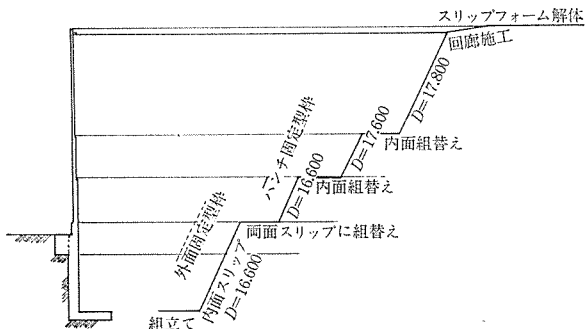 スリップフォーム解体
回廊施工
D=17.800
内面組替え
D=17.600
パンチ固定型枠
内面組替え
D=16.600
両面スリップに組替え
外面固定型枠
内面スリップ
D=16.600
組立て